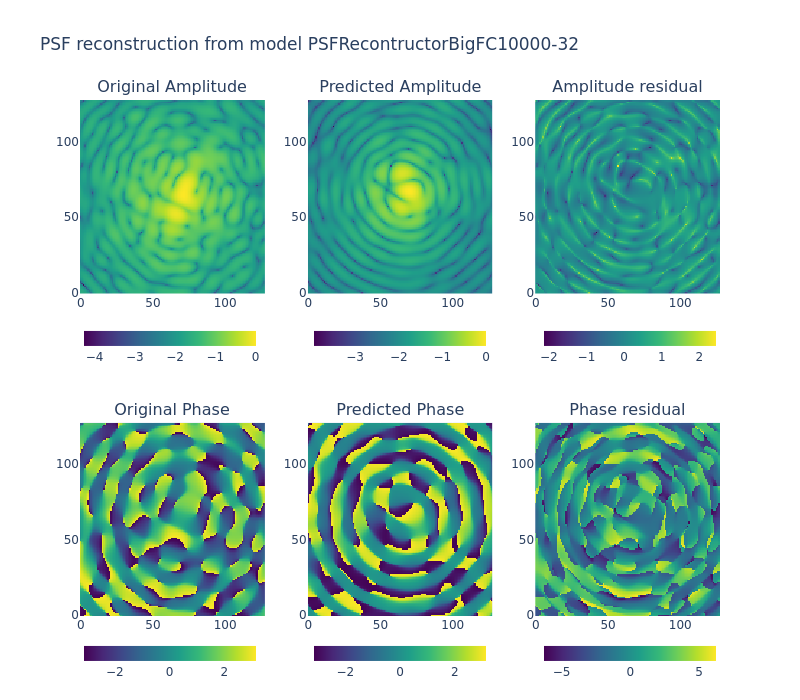 PSF reconstruction from model PSFRecontructorBigFC10000-32
Original Amplitude Predicted Amplitude Amplitude residual
100 100 100
50 50 50
0 0 0
0 50 100 0 50 100 0 50 100
−4 −3 −2 −1 0 −3 −2 −1 0 −2 −1 0 1 2
Original Phase Predicted Phase Phase residual
100 100 100
50 50 50
0 0 0
0 50 100 0 50 100 0 50 100
−2 0 2 −2 0 2 −5 0 5